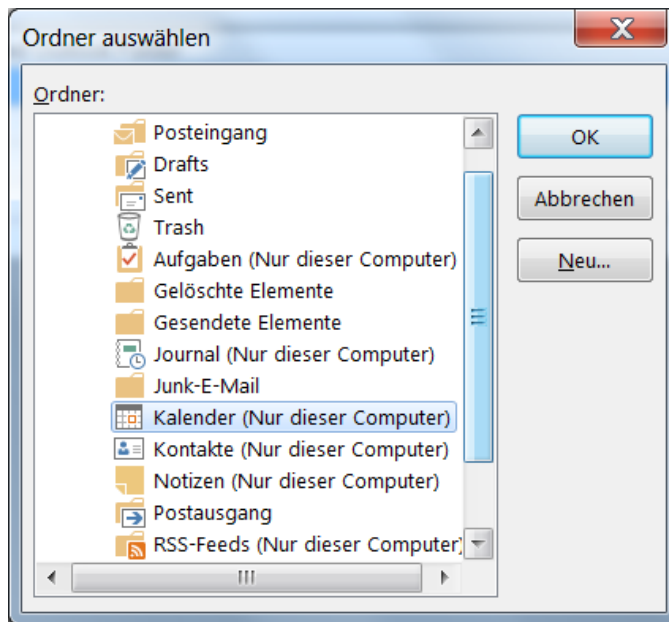 Ordner auswählen
Ordner:
Posteingang
Drafts
Sent
Trash
Aufgaben (Nur dieser Computer)
Gelöschte Elemente
Gesendete Elemente
Journal (Nur dieser Computer)
Junk-E-Mail
Kalender (Nur dieser Computer)
Kontakte (Nur dieser Computer)
Notizen (Nur dieser Computer)
Postausgang
RSS-Feeds (Nur dieser Computer)
OK
Abbrechen
Neu...